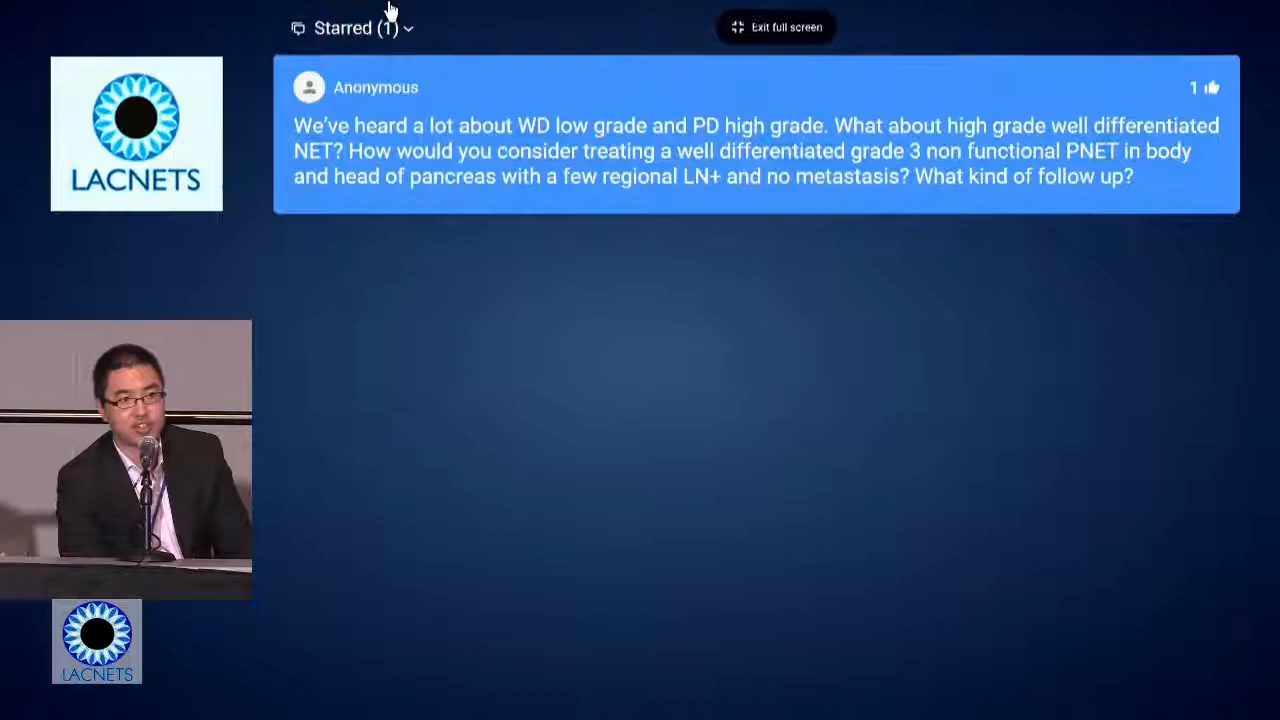 Starred (1)
Exit full screen
LACNETS
Anonymous
1
We've heard a lot about WD low grade and PD high grade. What about high grade well differentiated
NET? How would you consider treating a well differentiated grade 3 non functional PNET in body
and head of pancreas with a few regional LN+ and no metastasis? What kind of follow up?
LACNETS